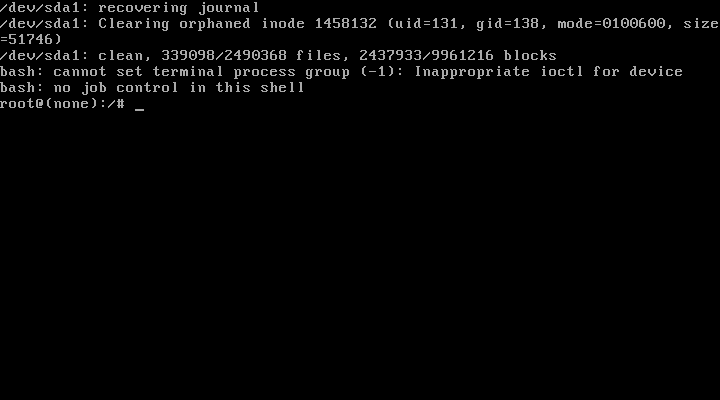 /dev/sda1: recovering journal
/dev/sda1: Clearing orphaned inode 1458132 (uid=131, gid=138, mode=0100600, size
=51746)
/dev/sda1: clean, 339098/2490368 files, 2437933/9961216 blocks
bash: cannot set terminal process group (-1): Inappropriate ioctl for device
bash: no job control in this shell
root@(none):/# _